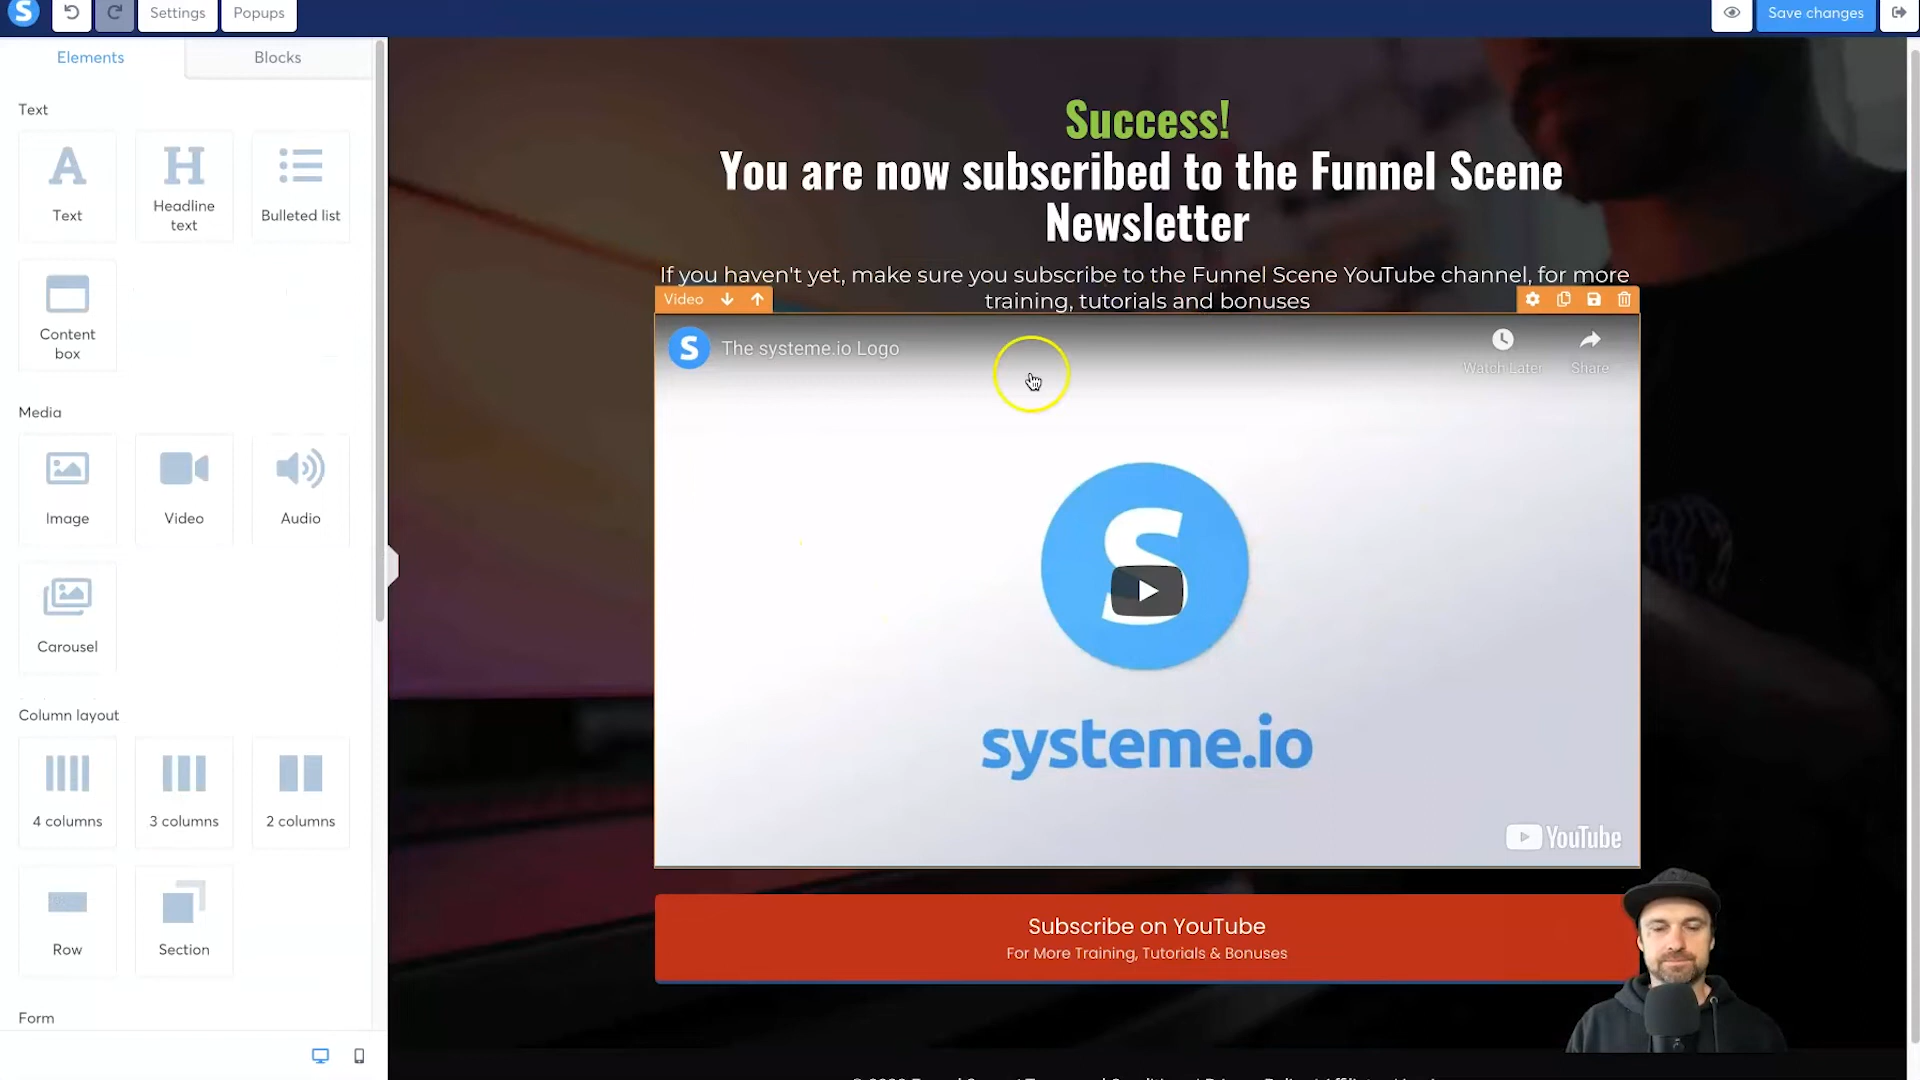 Settings
Popups
Save changes
Elements
Blocks
Text
Text
Headline
text
Bulleted list
Content
box
Media
Image
Video
Audio
Carousel
Column layout
4 columns
3 columns
2 columns
Row
Section
Form
Success!
You are now subscribed to the Funnel Scene
Newsletter
If you haven't yet, make sure you subscribe to the Funnel Scene YouTube channel, for more
training, tutorials and bonuses
Video
The systeme.io Logo
Watch Later
Share
systeme.io
YouTube
Subscribe on YouTube
For More Training, Tutorials & Bonuses